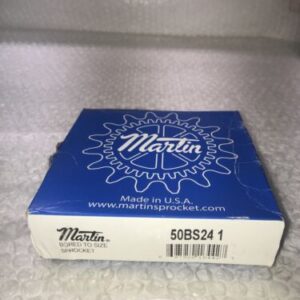 Martin
Made in U.S.A.
www.martinsprocket.com
Martin
BORED TO SIZE
SPROCKET
50BS24 1